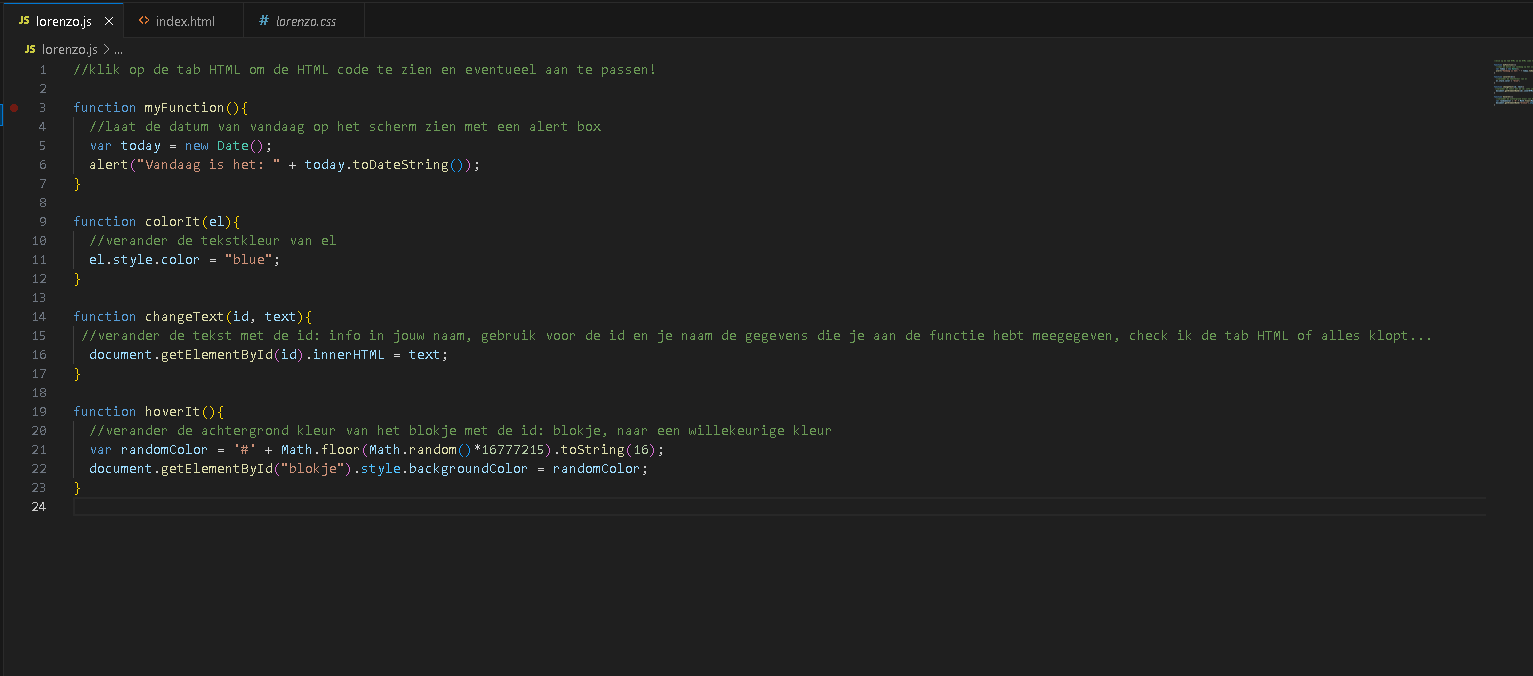 JS lorenzo.js × <> index.html # lorenzo.css
JS lorenzo.js > ...
1 //klik op de tab HTML om de HTML code te zien en eventueel aan te passen!
2
3 function myFunction(){
4 //laat de datum van vandaag op het scherm zien met een alert box
5 var today = new Date();
6 alert("Vandaag is het: " + today.toDateString());
7 }
8
9 function colorIt(el){
10 //verander de tekstkleur van el
11 el.style.color = "blue";
12 }
13
14 function changeText(id, text){
15 //verander de tekst met de id: info in jouw naam, gebruik voor de id en je naam de gegevens die je aan de functie hebt meegegeven, check ik de tab HTML of alles klopt...
16 document.getElementById(id).innerHTML = text;
17 }
18
19 function hoverIt(){
20 //verander de achtergrond kleur van het blokje met de id: blokje, naar een willekeurige kleur
21 var randomColor = '#' + Math.floor(Math.random()*16777215).toString(16);
22 document.getElementById("blokje").style.backgroundColor = randomColor;
23 }
24